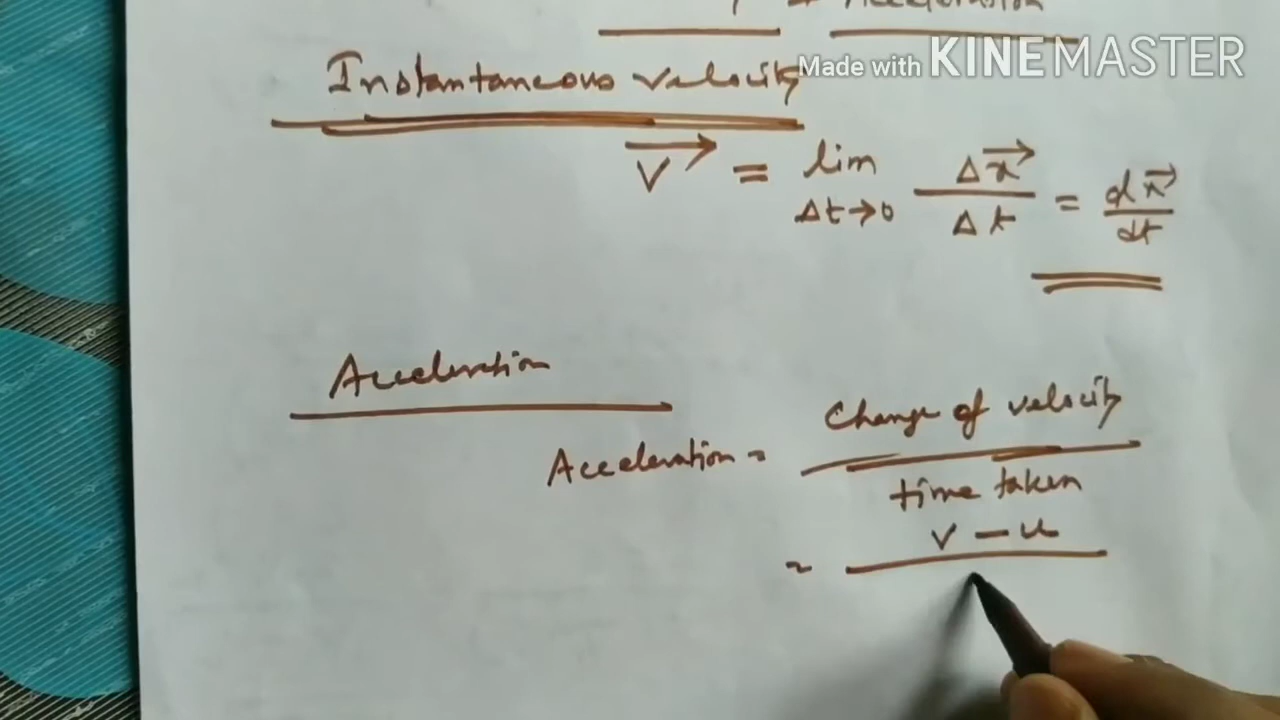 Acceleration
Made with KINEMASTER
Instantaneous velocity
V⃗ = lim Δt→0 Δx⃗/Δt = dx⃗/dt
Acceleration
Acceleration = Change of velocity / time taken
= v - u